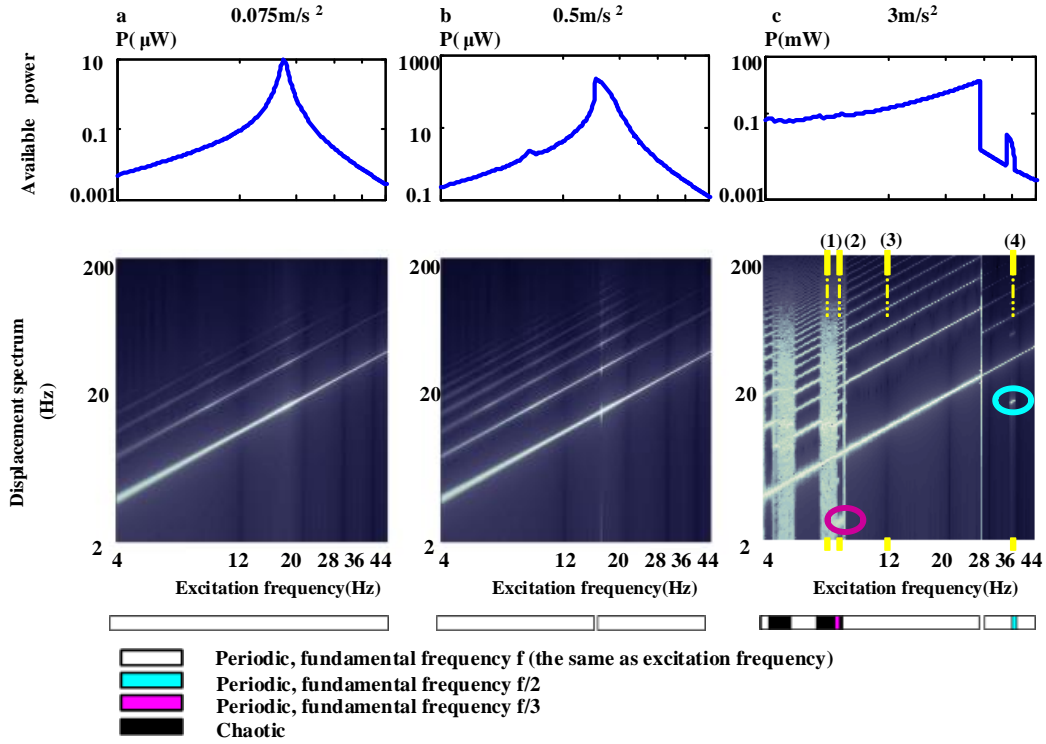 a 0.075m/s 2
P( μW)
b 0.5m/s 2
P( μW)
c 3m/s2
P(mW)
Available power
10
0.1
0.001
1000
10
0.1
100
0.1
0.001
(1) (2) (3) (4)
Displacement spectrum
(Hz)
200
20
2
200
20
2
200
20
2
4 12 20 28 36 44
4 12 20 28 36 44
4 12 20 28 36 44
Excitation frequency(Hz)
Excitation frequency(Hz)
Excitation frequency(Hz)
Periodic, fundamental frequency f (the same as excitation frequency)
Periodic, fundamental frequency f/2
Periodic, fundamental frequency f/3
Chaotic